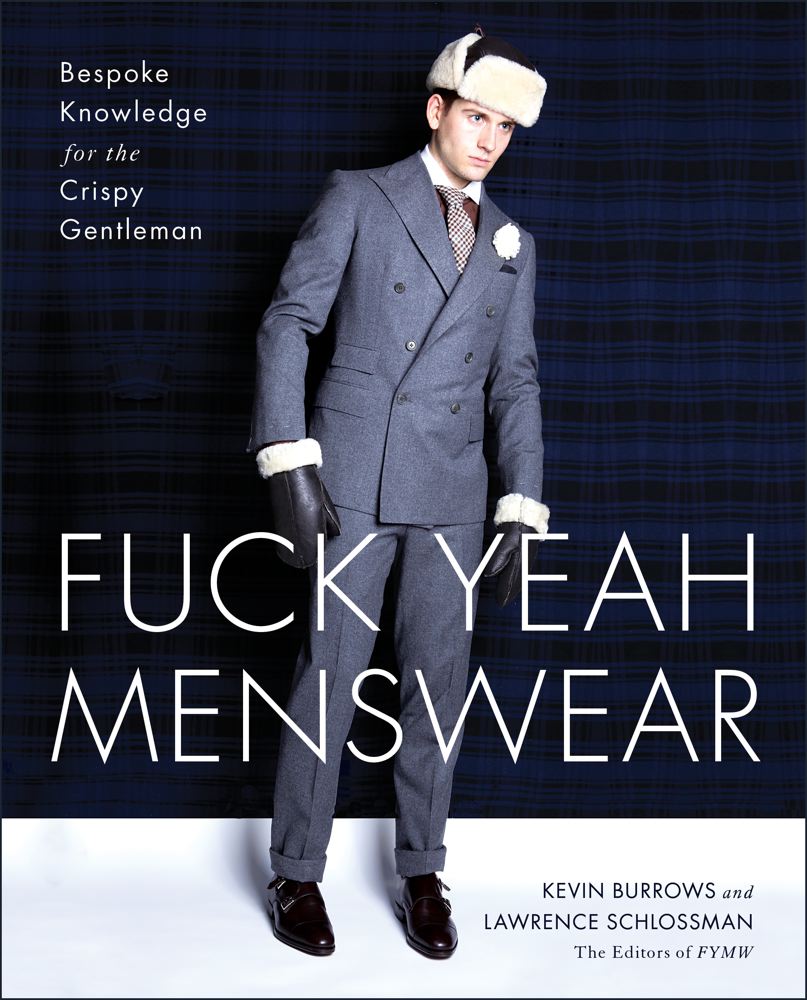 Bespoke
Knowledge
for the
Crispy
Gentleman
FUCK YEAH
MENSWEAR
KEVIN BURROWS and
LAWRENCE SCHLOSSMAN
The Editors of FYMW